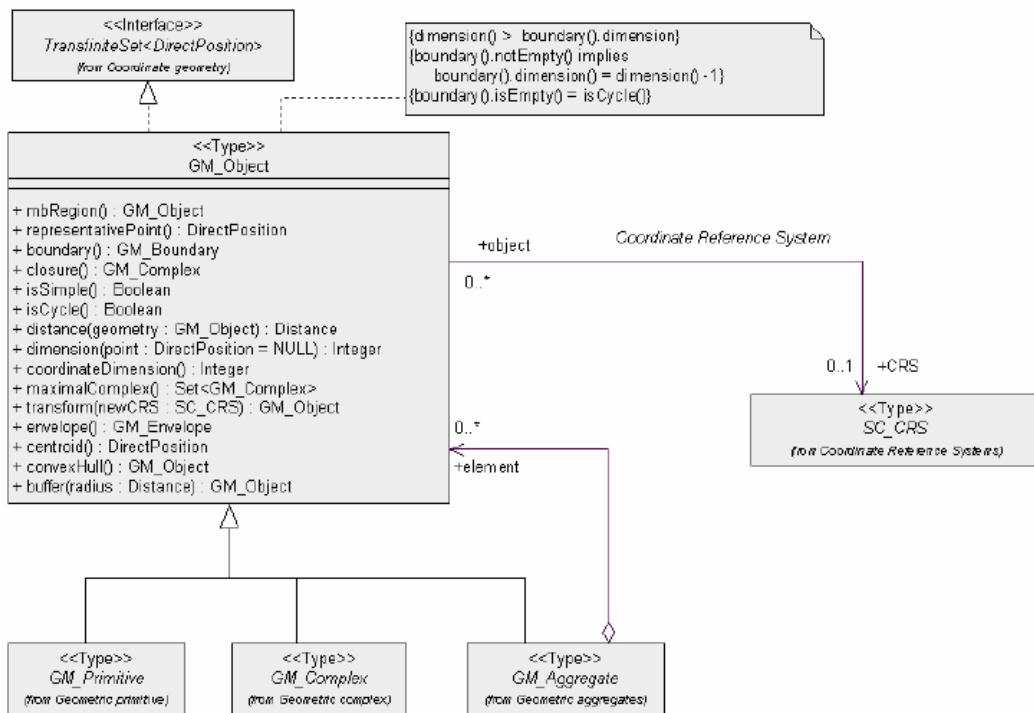 <<Interface>>
TransfiniteSet<DirectPosition>
(from Coordinate geometry)
{dimension() > boundary().dimension}
{boundary().notEmpty() implies
boundary().dimension() = dimension() -1}
{boundary().isEmpty() = isCycle()}
<<Type>>
GM_Object
+ mbRegion() : GM_Object
+ representativePoint() : DirectPosition
+ boundary() : GM_Boundary
+ closure() : GM_Complex
+ isSimple() : Boolean
+ isCycle() : Boolean
+ distance(geometry : GM_Object) : Distance
+ dimension(point : DirectPosition = NULL) : Integer
+ coordinateDimension() : Integer
+ maximalComplex() : Set<GM_Complex>
+ transform(newCRS : SC_CRS) : GM_Object
+ envelope() : GM_Envelope
+ centroid() : DirectPosition
+ convexHull() : GM_Object
+ buffer(radius : Distance) : GM_Object
+object
Coordinate Reference System
0..*
0..1 +CRS
<<Type>>
SC_CRS
(from Coordinate Reference Systems)
0..*
+element
<<Type>>
GM_Primitive
(from Geometric primitive)
<<Type>>
GM_Complex
(from Geometric complex)
<<Type>>
GM_Aggregate
(from Geometric aggregates)